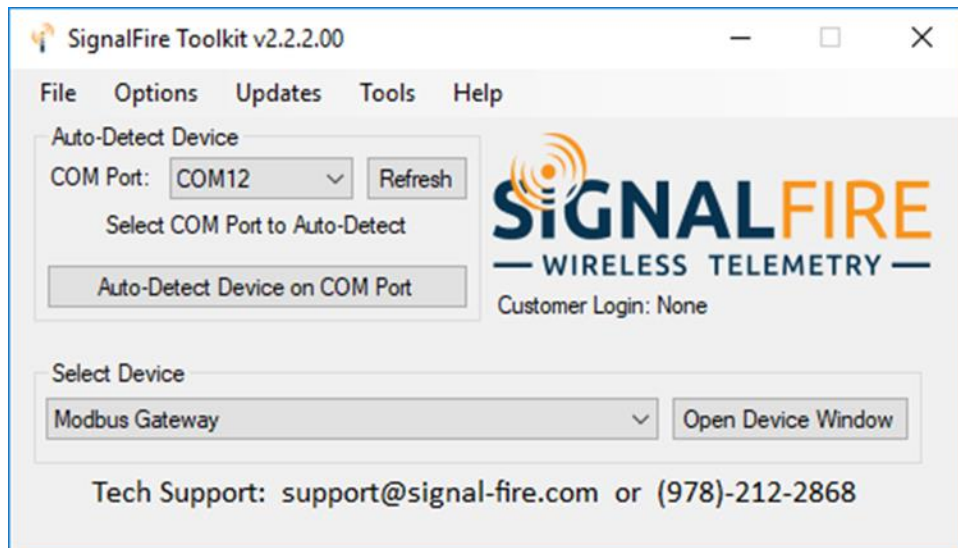 SignalFire Toolkit v2.2.2.00
File Options Updates Tools Help
Auto-Detect Device
COM Port: COM12 Refresh
Select COM Port to Auto-Detect
Auto-Detect Device on COM Port
SIGNALFIRE
WIRELESS TELEMETRY
Customer Login: None
Select Device
Modbus Gateway Open Device Window
Tech Support: support@signal-fire.com or (978)-212-2868